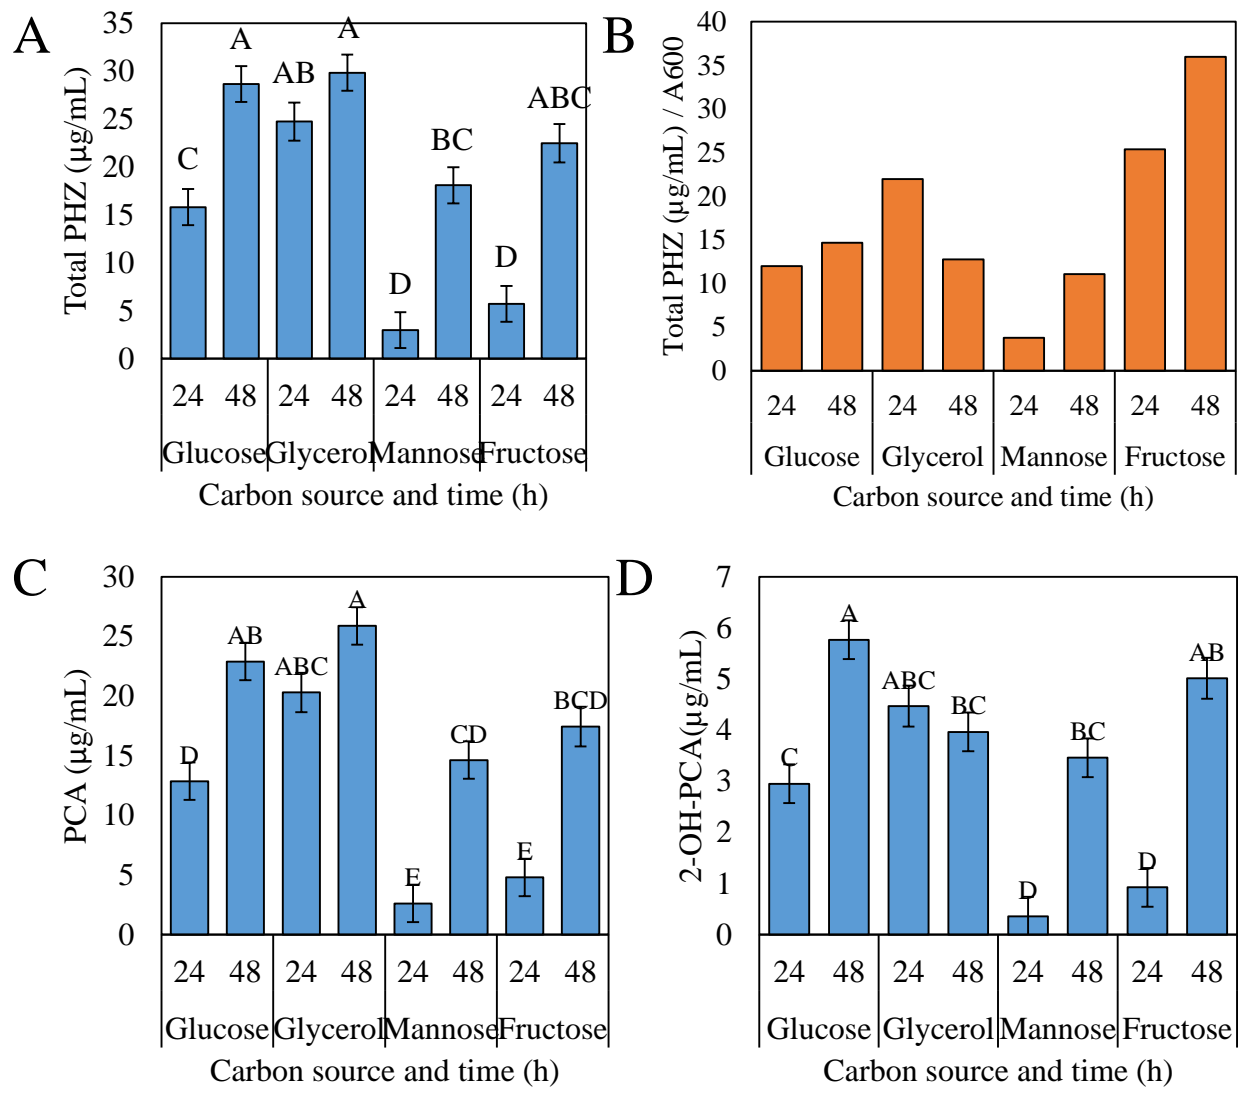 A
Total PHZ (µg/mL)
35
30
25
20
15
10
5
0
C
A
AB
A
D
BC
D
ABC
24 48 24 48 24 48 24 48
Glucose Glycerol Mannose Fructose
Carbon source and time (h)
B
Total PHZ (µg/mL) / A600
40
35
30
25
20
15
10
5
0
24 48 24 48 24 48 24 48
Glucose Glycerol Mannose Fructose
Carbon source and time (h)
C
PCA (µg/mL)
30
25
20
15
10
5
0
D
AB
ABC
A
E
CD
E
BCD
24 48 24 48 24 48 24 48
Glucose Glycerol Mannose Fructose
Carbon source and time (h)
D
2-OH-PCA(µg/mL)
7
6
5
4
3
2
1
0
C
A
ABC
BC
D
BC
D
AB
24 48 24 48 24 48 24 48
Glucose Glycerol Mannose Fructose
Carbon source and time (h)